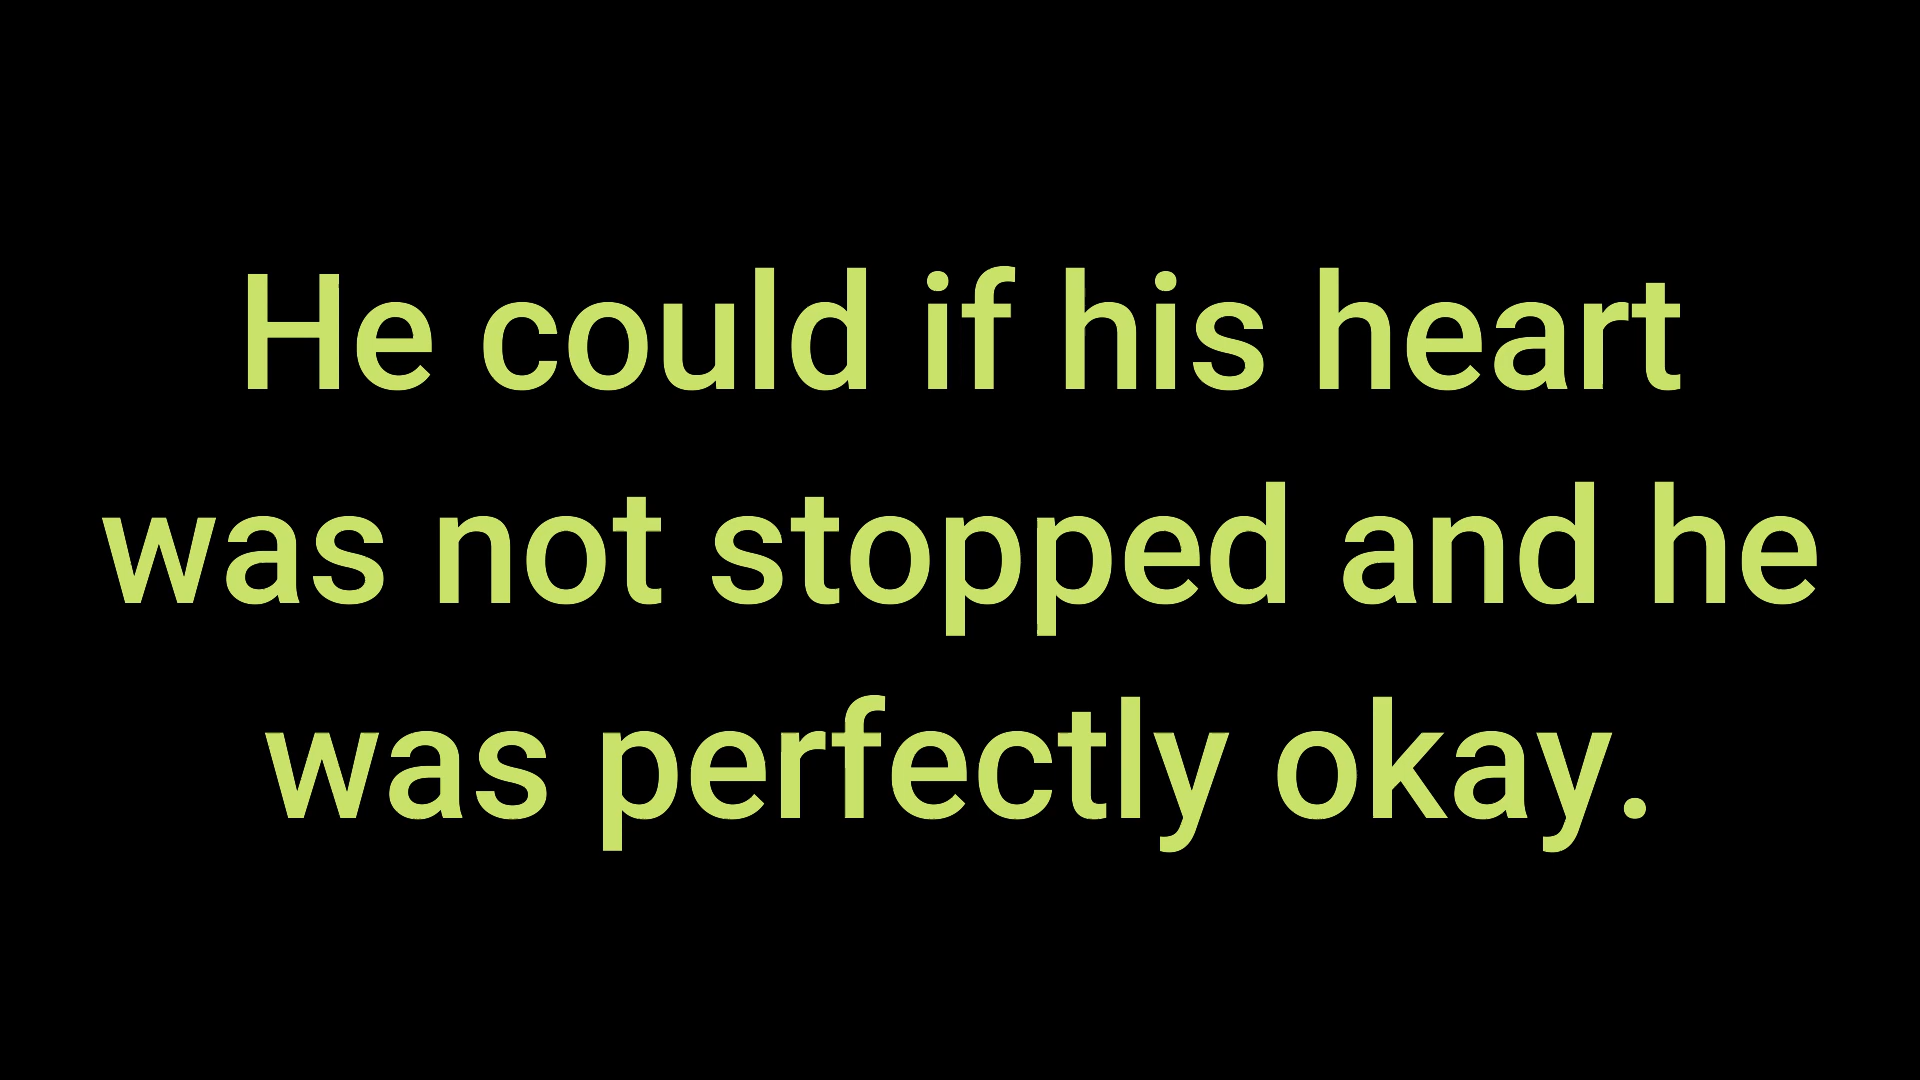 He could if his heart
was not stopped and he
was perfectly okay.